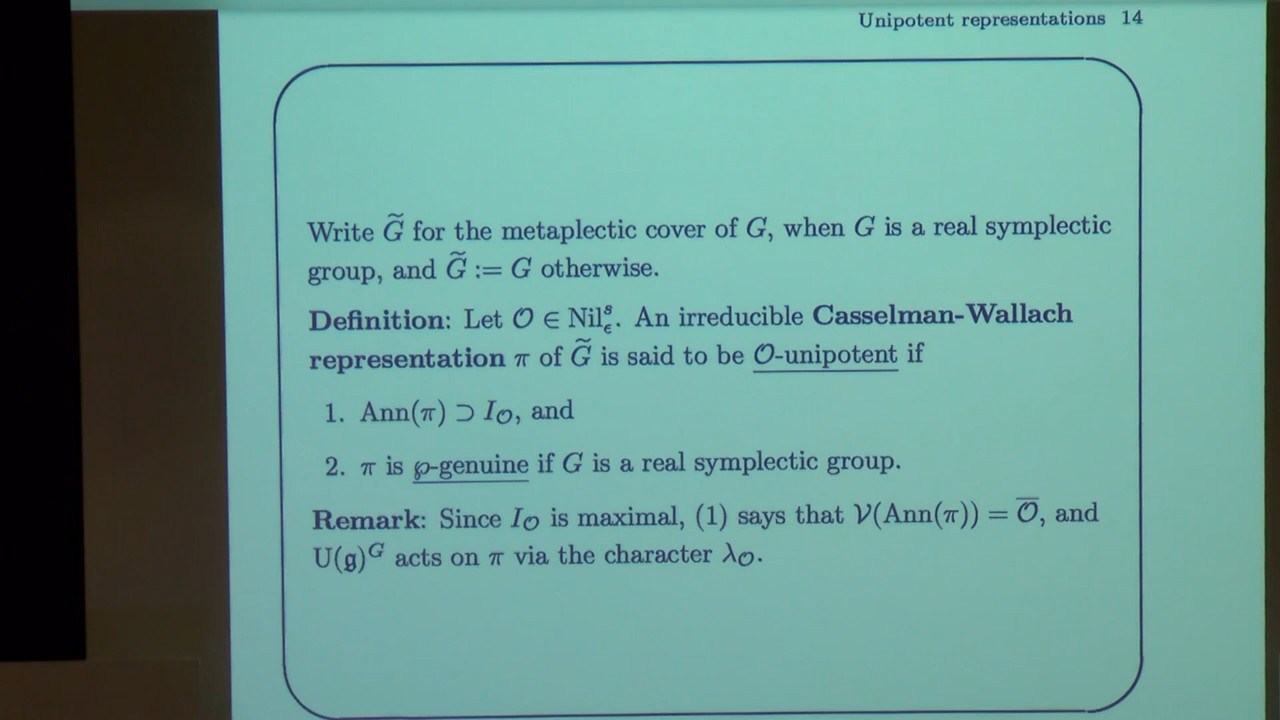 Unipotent representations 14
Write G̃ for the metaplectic cover of G, when G is a real symplectic
group, and G̃ := G otherwise.
Definition: Let 𝒪 ∈ Nil^s_ϵ. An irreducible Casselman-Wallach
representation π of G̃ is said to be 𝒪-unipotent if
1. Ann(π) ⊃ I_𝒪, and
2. π is ℘-genuine if G is a real symplectic group.
Remark: Since I_𝒪 is maximal, (1) says that 𝒱(Ann(π)) = 𝒪̅, and
U(𝔤)^G acts on π via the character λ_𝒪.